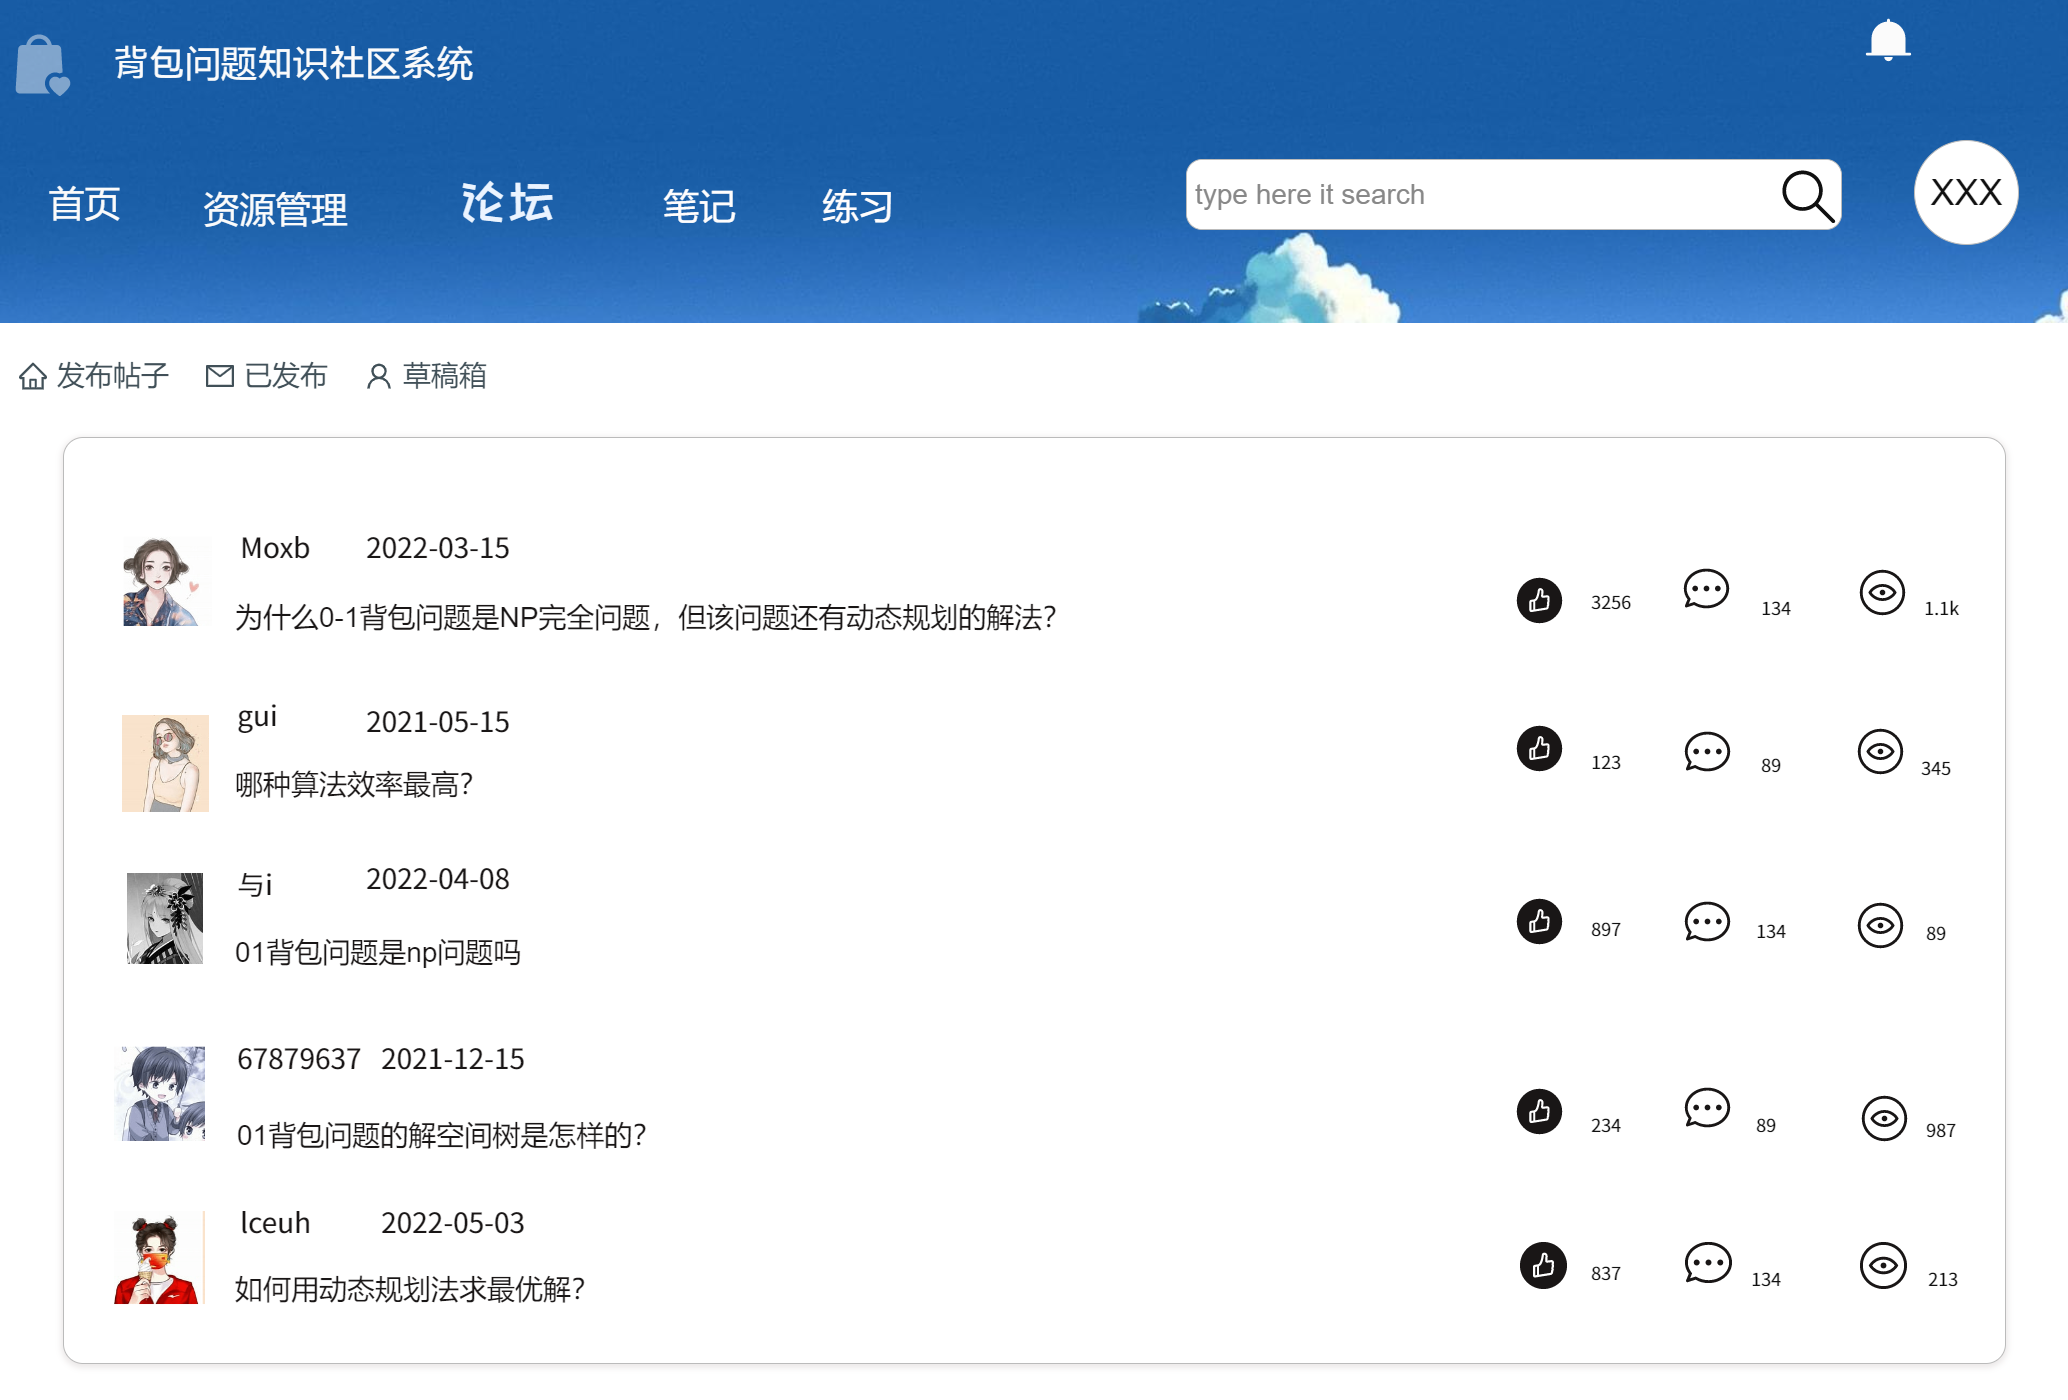 背包问题知识社区系统
首页 资源管理 论坛 笔记 练习 type here it search XXX
发布帖子 已发布 草稿箱
Moxb 2022-03-15
为什么0-1背包问题是NP完全问题，但该问题还有动态规划的解法？ 3256 134 1.1k
gui 2021-05-15
哪种算法效率最高？ 123 89 345
与i 2022-04-08
01背包问题是np问题吗 897 134 89
67879637 2021-12-15
01背包问题的解空间树是怎样的？ 234 89 987
lceuh 2022-05-03
如何用动态规划法求最优解？ 837 134 213